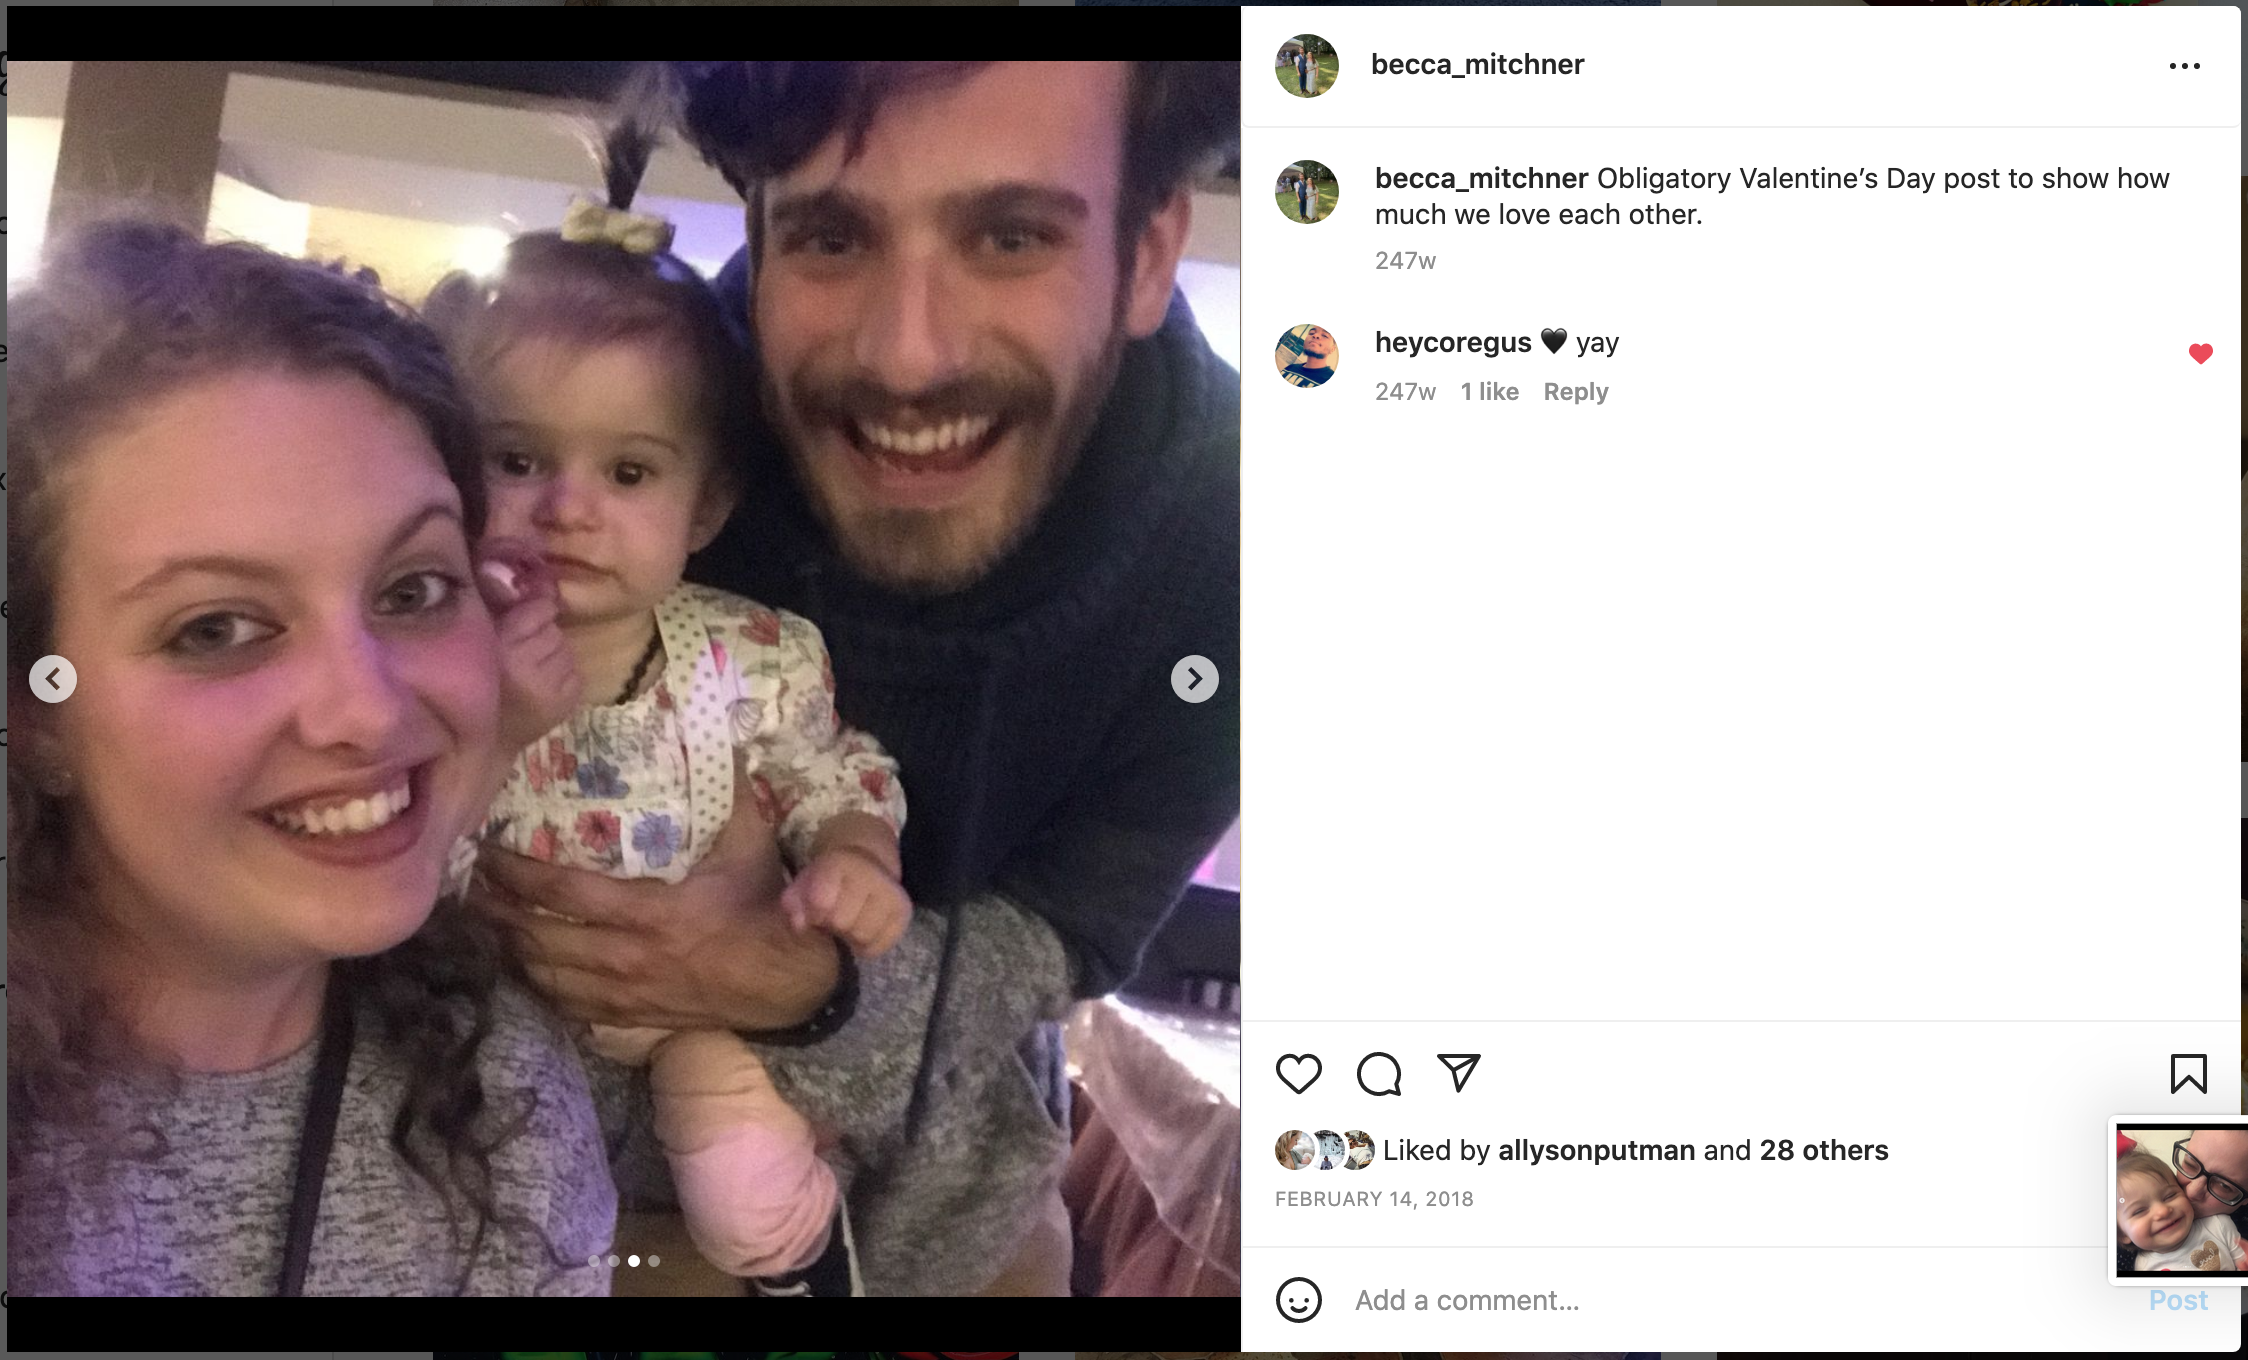 becca_mitchner
becca_mitchner Obligatory Valentine’s Day post to show how
much we love each other.
247w
heycoregus 🖤 yay
247w 1 like Reply
Liked by allysonputman and 28 others
FEBRUARY 14, 2018
Add a comment...
Post